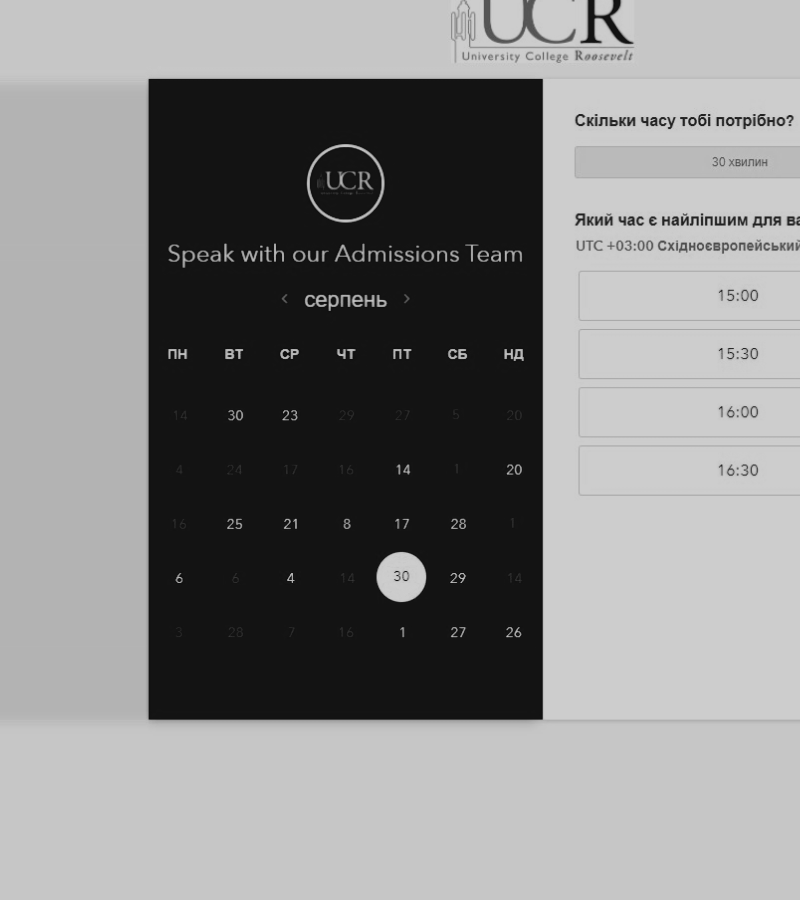 UCR
University College Roosevelt
Скільки часу тобі потрібно?
30 хвилин
UCR
Який час є найліпшим для ва
Speak with our Admissions Team
UTC +03:00 Східноєвропейський
< серпень >
15:00
ПН ВТ СР ЧТ ПТ СБ НД
15:30
14 30 23 29 27 5 20
16:00
4 24 17 16 14 1 20
16:30
16 25 21 8 17 28 1
6 6 4 14 30 29 14
3 28 7 16 1 27 26